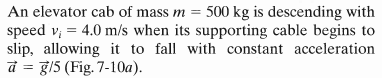 An elevator cab of mass m = 500 kg is descending with
speed vᵢ = 4.0 m/s when its supporting cable begins to
slip, allowing it to fall with constant acceleration
a⃗ = g⃗/5 (Fig. 7-10a).